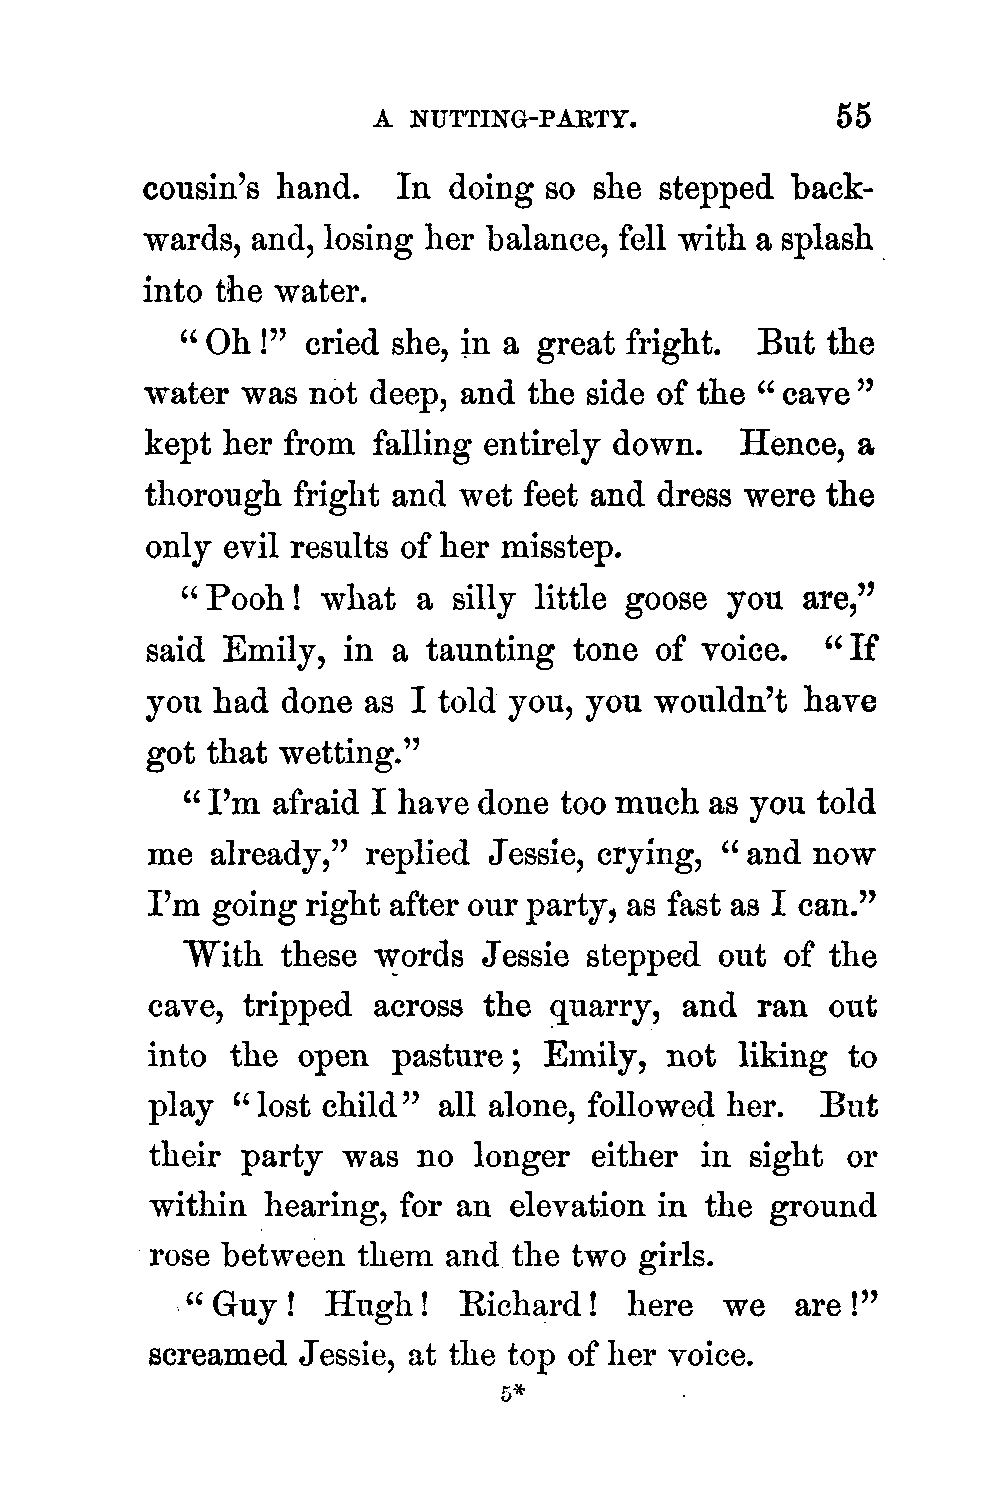 A NUTTING-PARTY. 55
cousin's hand. In doing so she stepped back-
wards, and, losing her balance, fell with a splash
into the water.
"Oh!" cried she, in a great fright. But the
water was not deep, and the side of the "cave"
kept her from falling entirely down. Hence, a
thorough fright and wet feet and dress were the
only evil results of her misstep.
"Pooh! what a silly little goose you are,"
said Emily, in a taunting tone of voice. "If
you had done as I told you, you wouldn't have
got that wetting."
"I'm afraid I have done too much as you told
me already," replied Jessie, crying, "and now
I'm going right after our party, as fast as I can."
With these words Jessie stepped out of the
cave, tripped across the quarry, and ran out
into the open pasture; Emily, not liking to
play "lost child" all alone, followed her. But
their party was no longer either in sight or
within hearing, for an elevation in the ground
rose between them and the two girls.
"Guy! Hugh! Richard! here we are!"
screamed Jessie, at the top of her voice.
5*